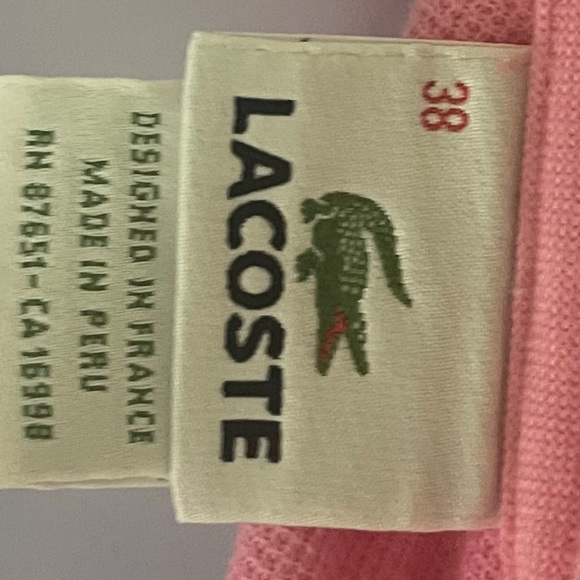 38
LACOSTE
DESIGNED IN FRANCE
MADE IN PERU
RN 87651-CA 16998